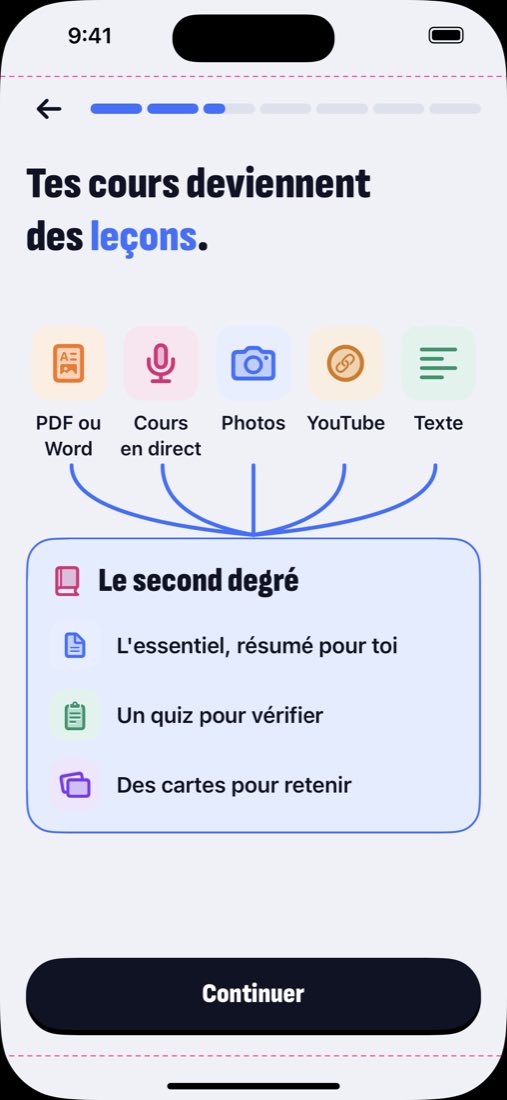 9:41
Tes cours deviennent
des leçons.
PDF ou
Word
Cours
en direct
Photos
YouTube
Texte
Le second degré
L'essentiel, résumé pour toi
Un quiz pour vérifier
Des cartes pour retenir
Continuer